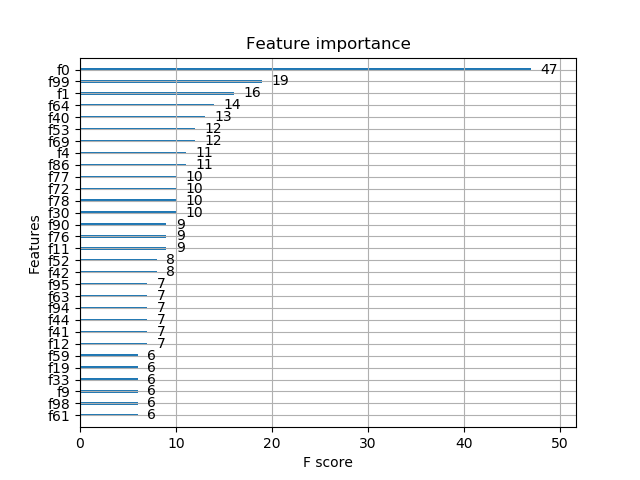 Feature importance
f0 47
f99 19
f1 16
f64 14
f40 13
f53 12
f69 12
f4 11
f86 11
f77 10
f72 10
f78 10
f30 10
f90 9
f76 9
f11 9
f52 8
f42 8
f95 7
f63 7
f94 7
f44 7
f41 7
f12 7
f59 6
f19 6
f33 6
f9 6
f98 6
f61 6
Features
0 10 20 30 40 50
F score